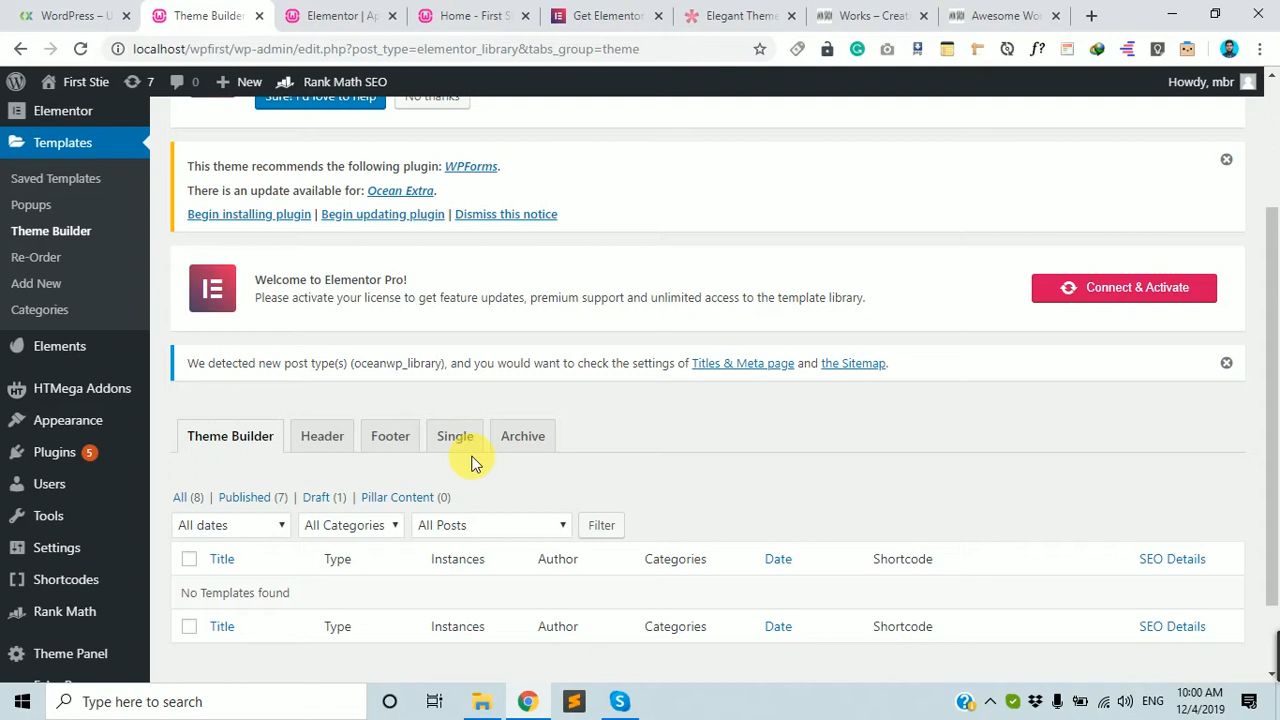 WordPress – U
Theme Builder
Elementor | Ap
Home - First S
Get Elementor
Elegant Theme
Works – Creati
Awesome Wo
localhost/wpfirst/wp-admin/edit.php?post_type=elementor_library&tabs_group=theme
First Stie
7
0
New
Rank Math SEO
Howdy, mbr
Elementor
Templates
Saved Templates
Popups
Theme Builder
Re-Order
Add New
Categories
Elements
HTMega Addons
Appearance
Plugins 5
Users
Tools
Settings
Shortcodes
Rank Math
Theme Panel
Sure! I'd love to help
No thanks
This theme recommends the following plugin: WPForms.
There is an update available for: Ocean Extra.
Begin installing plugin | Begin updating plugin | Dismiss this notice
Welcome to Elementor Pro!
Please activate your license to get feature updates, premium support and unlimited access to the template library.
Connect & Activate
We detected new post type(s) (oceanwp_library), and you would want to check the settings of Titles & Meta page and the Sitemap.
Theme Builder Header Footer Single Archive
All (8) | Published (7) | Draft (1) | Pillar Content (0)
All dates All Categories All Posts Filter
Title Type Instances Author Categories Date Shortcode SEO Details
No Templates found
Title Type Instances Author Categories Date Shortcode SEO Details
Type here to search
ENG
10:00 AM
12/4/2019